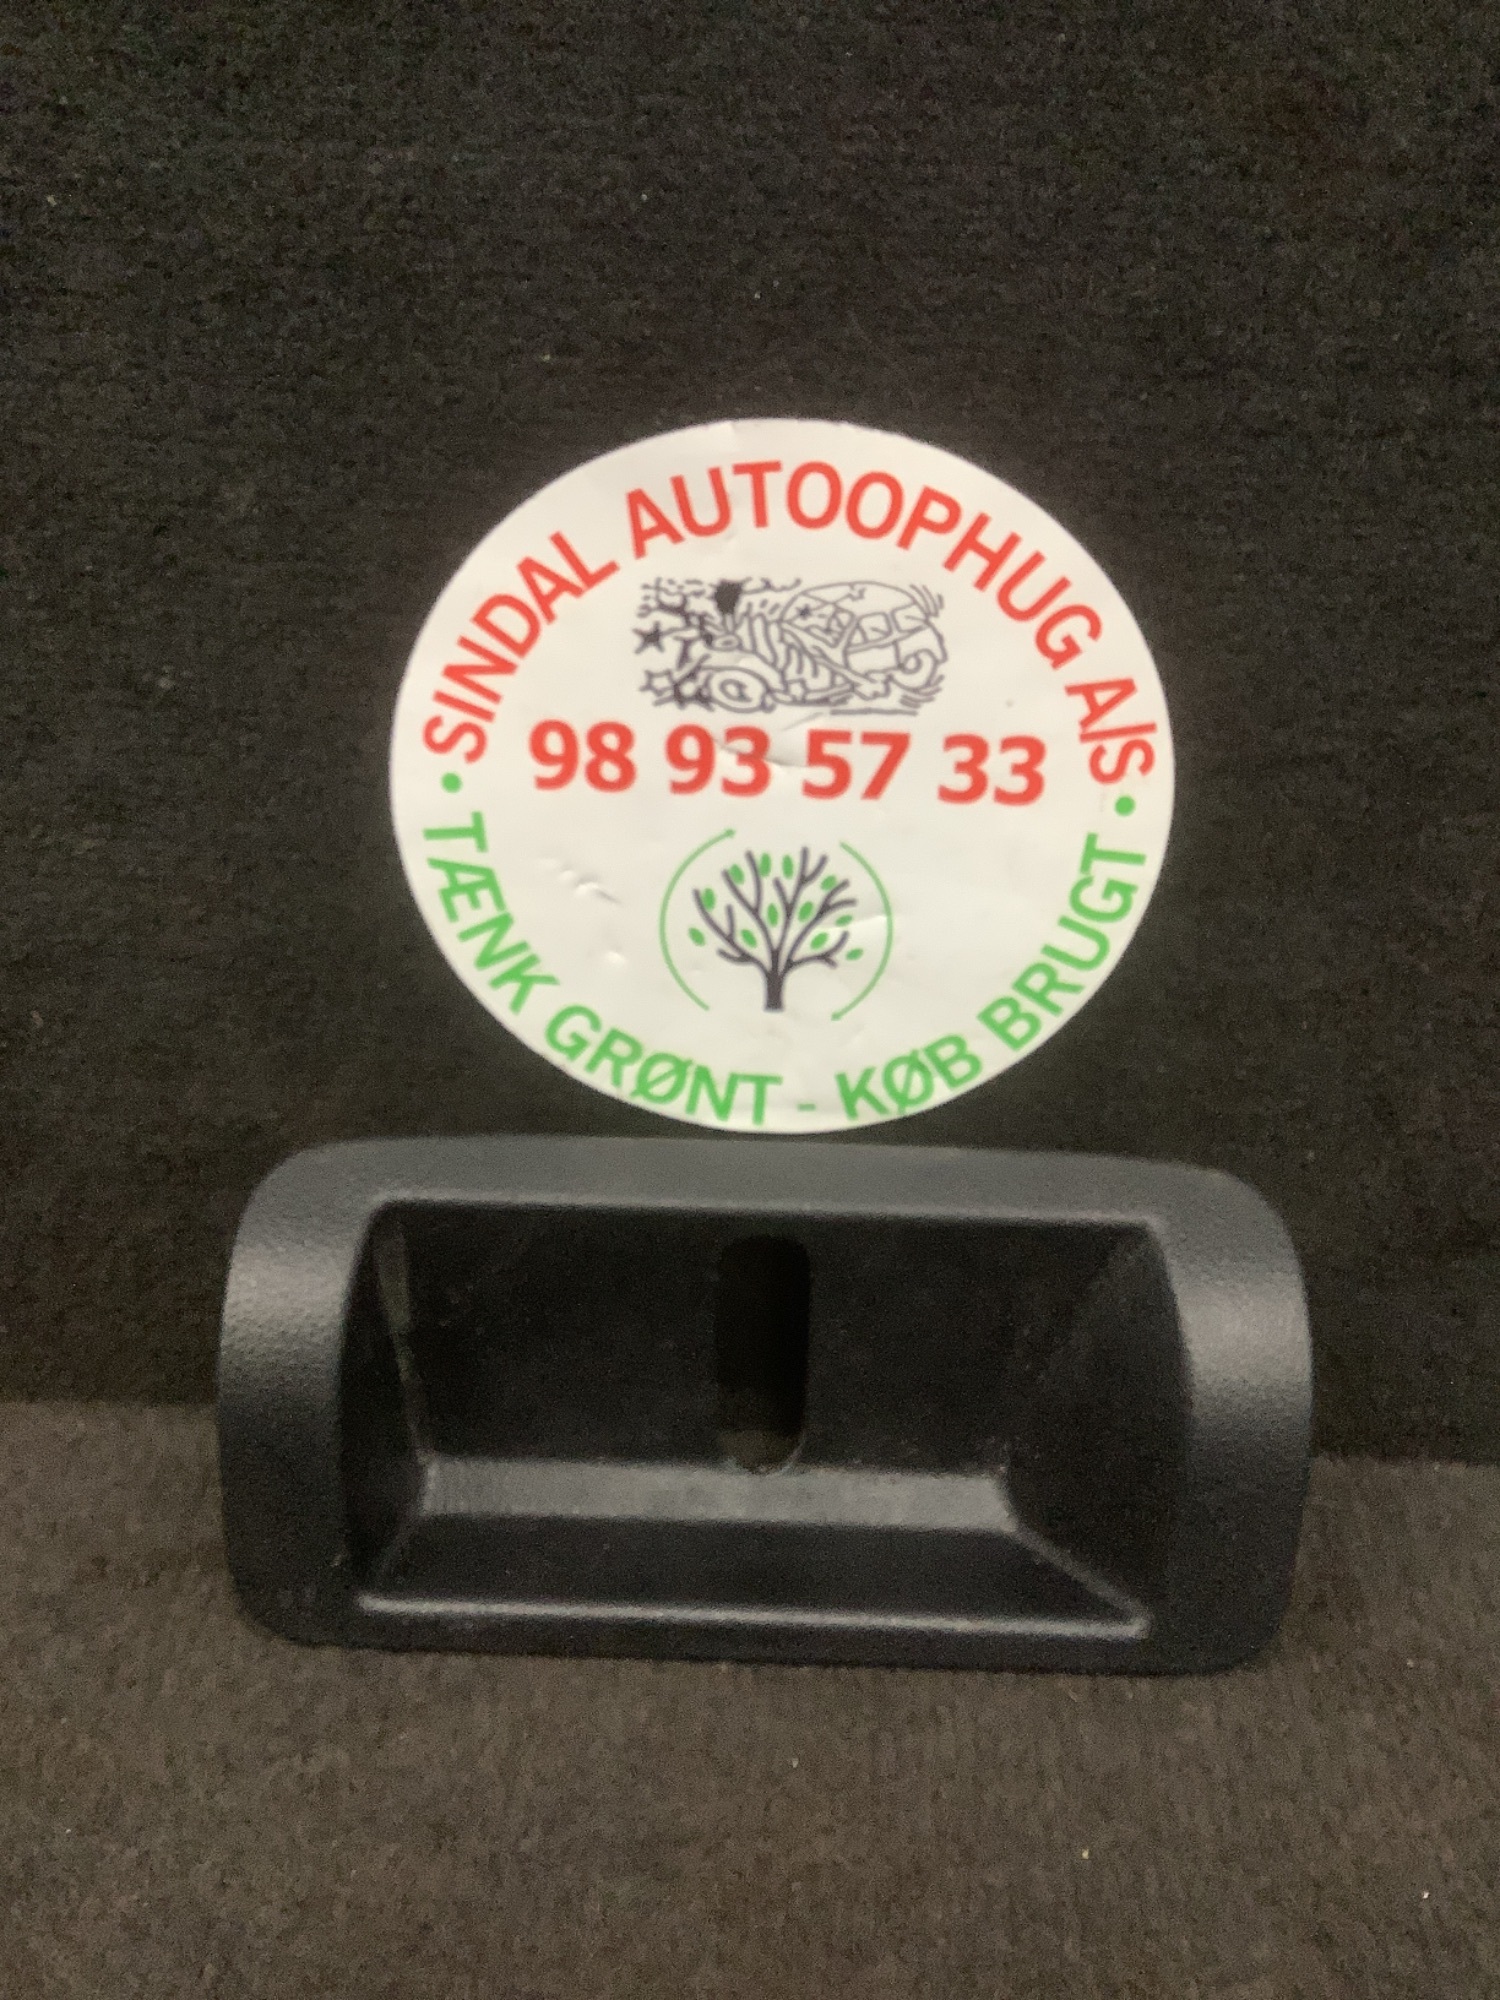 SINDAL AUTOOPHUG A/S
98 93 57 33
TÆNK GRØNT - KØB BRUGT